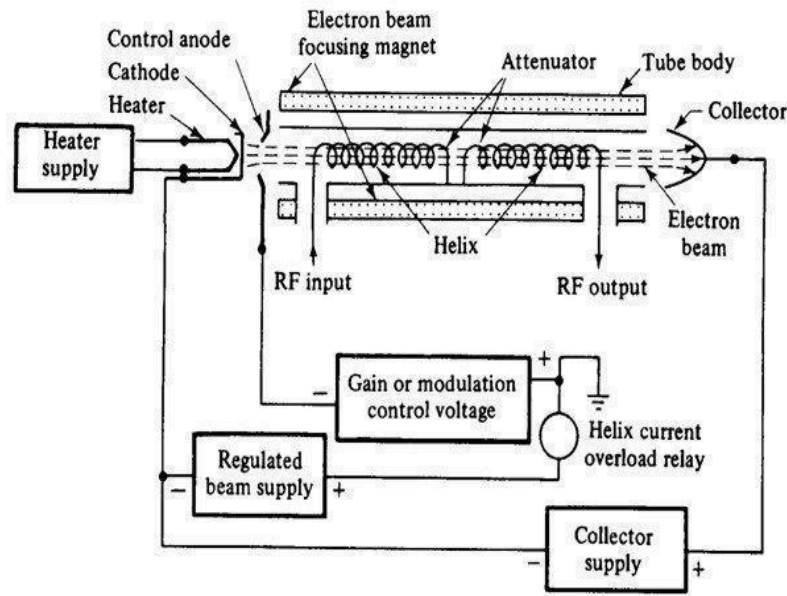 Electron beam
focusing magnet
Control anode
Cathode
Heater
Attenuator
Tube body
Collector
Heater
supply
Helix
Electron
beam
RF input
RF output
+
−
Gain or modulation
control voltage
Helix current
overload relay
−
Regulated
beam supply
+
−
Collector
supply
+